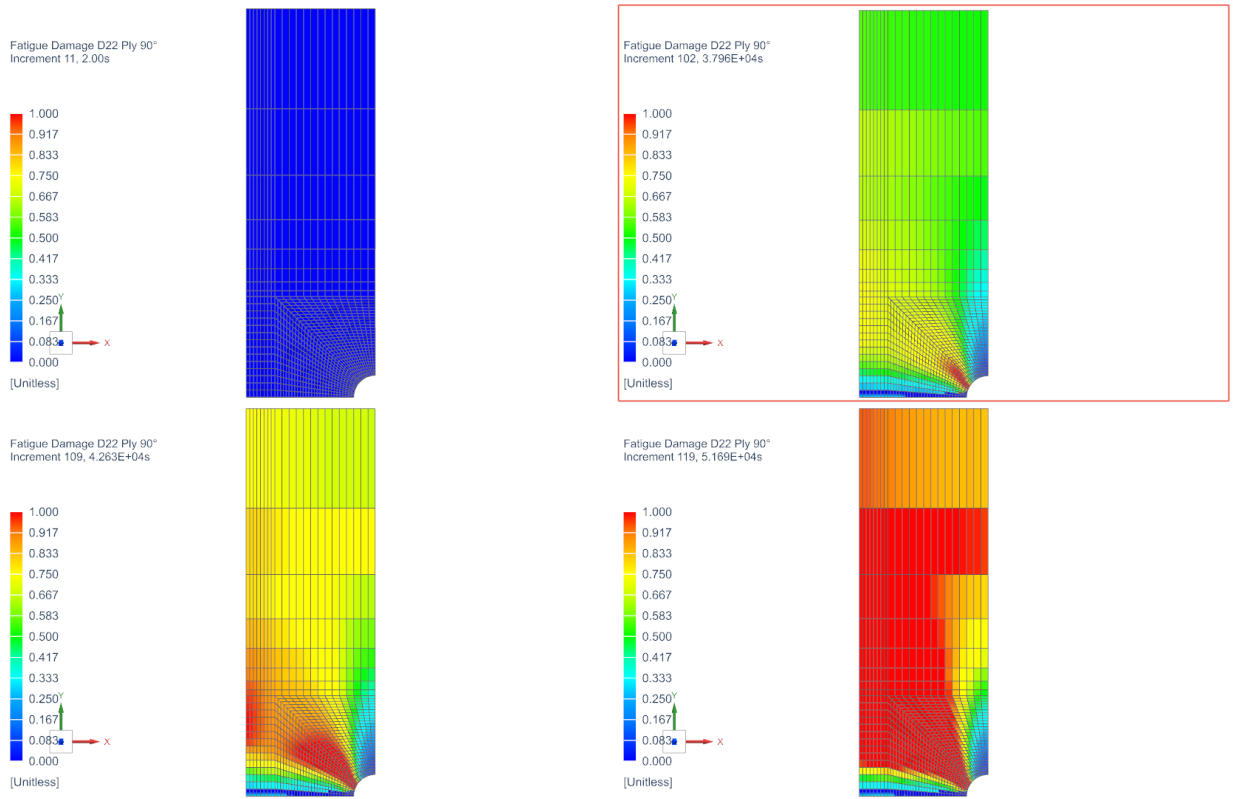 Fatigue Damage D22 Ply 90°
Increment 11, 2.00s
1.000
0.917
0.833
0.750
0.667
0.583
0.500
0.417
0.333
0.250
0.167
0.083
0.000
Y
X
[Unitless]
Fatigue Damage D22 Ply 90°
Increment 102, 3.796E+04s
1.000
0.917
0.833
0.750
0.667
0.583
0.500
0.417
0.333
0.250
0.167
0.083
0.000
Y
X
[Unitless]
Fatigue Damage D22 Ply 90°
Increment 109, 4.263E+04s
1.000
0.917
0.833
0.750
0.667
0.583
0.500
0.417
0.333
0.250
0.167
0.083
0.000
Y
X
[Unitless]
Fatigue Damage D22 Ply 90°
Increment 119, 5.169E+04s
1.000
0.917
0.833
0.750
0.667
0.583
0.500
0.417
0.333
0.250
0.167
0.083
0.000
Y
X
[Unitless]